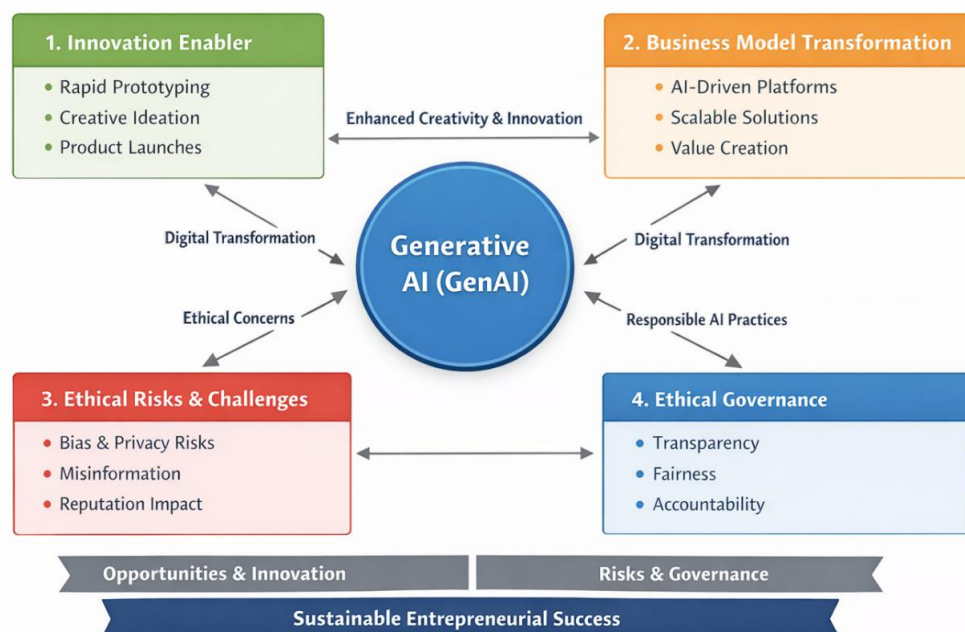 1. Innovation Enabler
• Rapid Prototyping
• Creative Ideation
• Product Launches
Enhanced Creativity & Innovation
2. Business Model Transformation
• AI-Driven Platforms
• Scalable Solutions
• Value Creation
Digital Transformation
Generative
AI (GenAI)
Digital Transformation
Ethical Concerns
Responsible AI Practices
3. Ethical Risks & Challenges
• Bias & Privacy Risks
• Misinformation
• Reputation Impact
4. Ethical Governance
• Transparency
• Fairness
• Accountability
Opportunities & Innovation
Risks & Governance
Sustainable Entrepreneurial Success